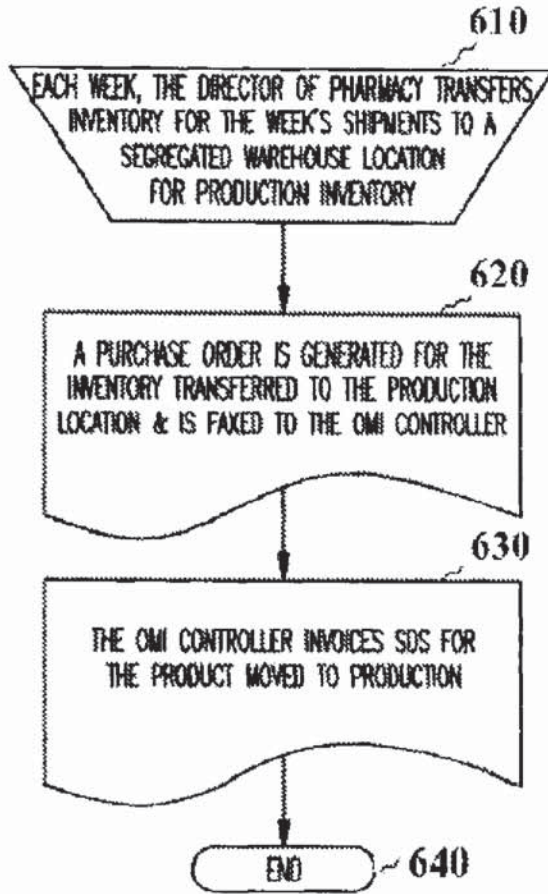 610
EACH WEEK, THE DIRECTOR OF PHARMACY TRANSFERS
INVENTORY FOR THE WEEK'S SHIPMENTS TO A
SEGREGATED WAREHOUSE LOCATION
FOR PRODUCTION INVENTORY
620
A PURCHASE ORDER IS GENERATED FOR THE
INVENTORY TRANSFERRED TO THE PRODUCTION
LOCATION & IS FAXED TO THE OMI CONTROLLER
630
THE OMI CONTROLLER INVOICES SDS FOR
THE PRODUCT MOVED TO PRODUCTION
END
640